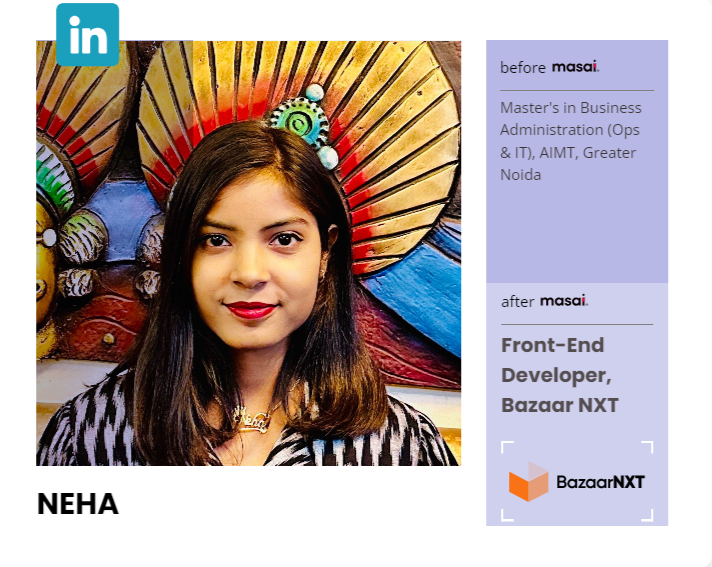 in
before masai.
Master's in Business
Administration (Ops
& IT), AIMT, Greater
Noida
after masai.
Front-End
Developer,
Bazaar NXT
BazaarNXT
Neha
NEHA